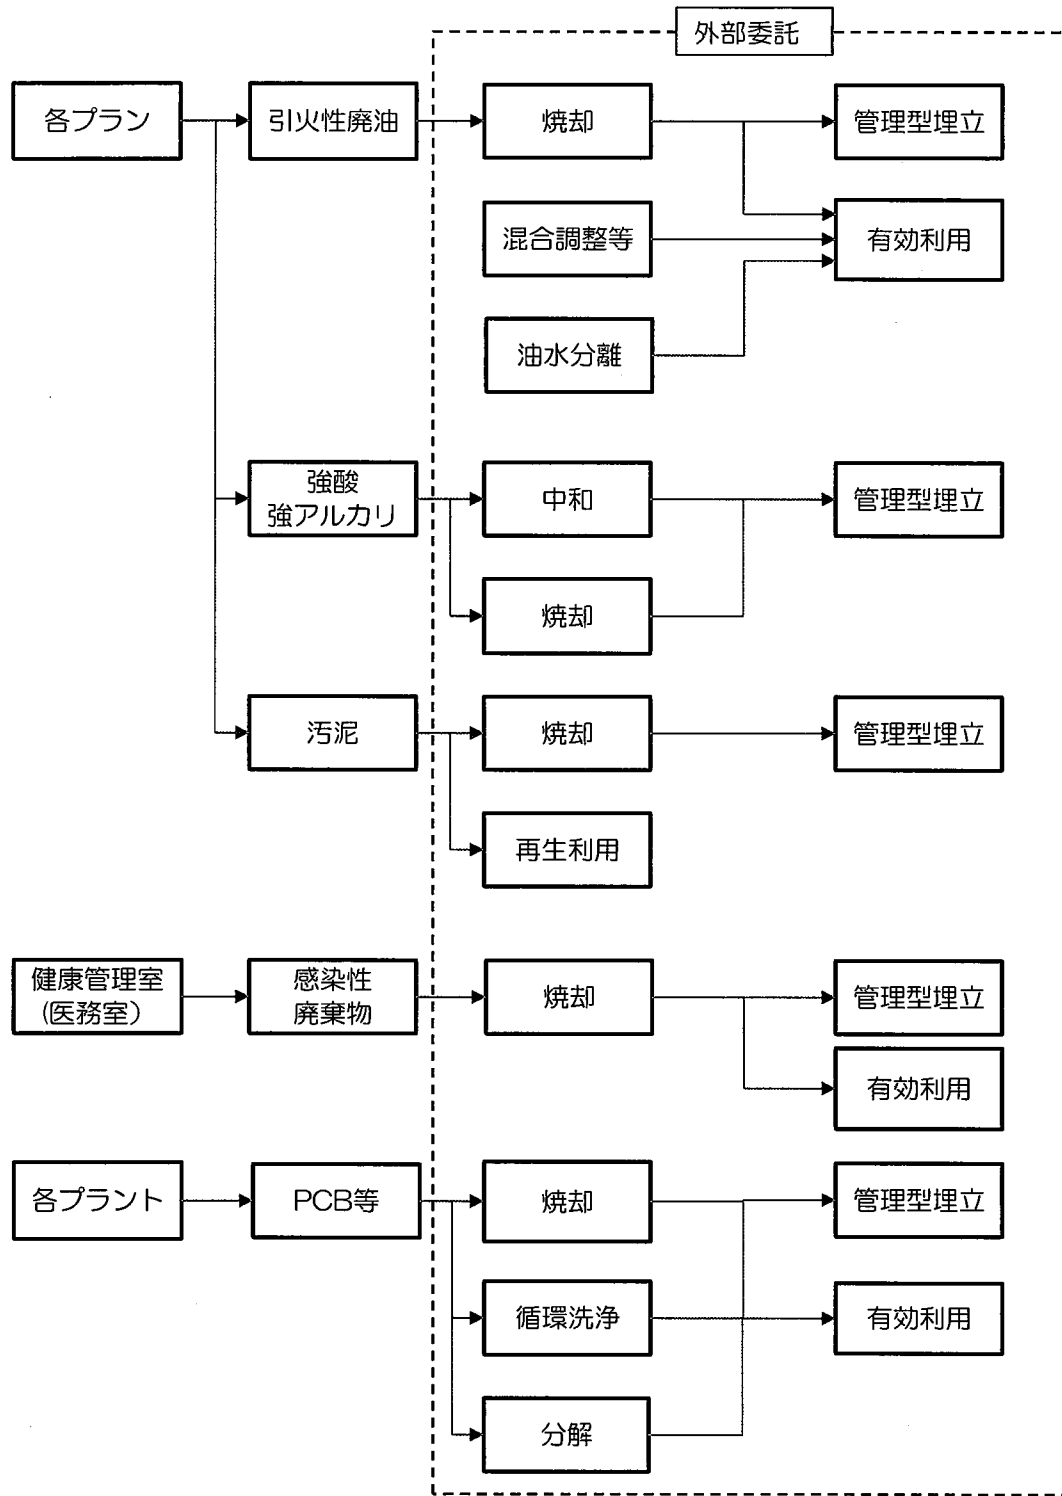 外部委託
各プラン
引火性廃油
焼却
管理型埋立
混合調整等
有効利用
油水分離
強酸
強アルカリ
中和
管理型埋立
焼却
汚泥
焼却
管理型埋立
再生利用
健康管理室
(医務室)
感染性
廃棄物
焼却
管理型埋立
有効利用
各プラント
PCB等
焼却
管理型埋立
循環洗浄
有効利用
分解